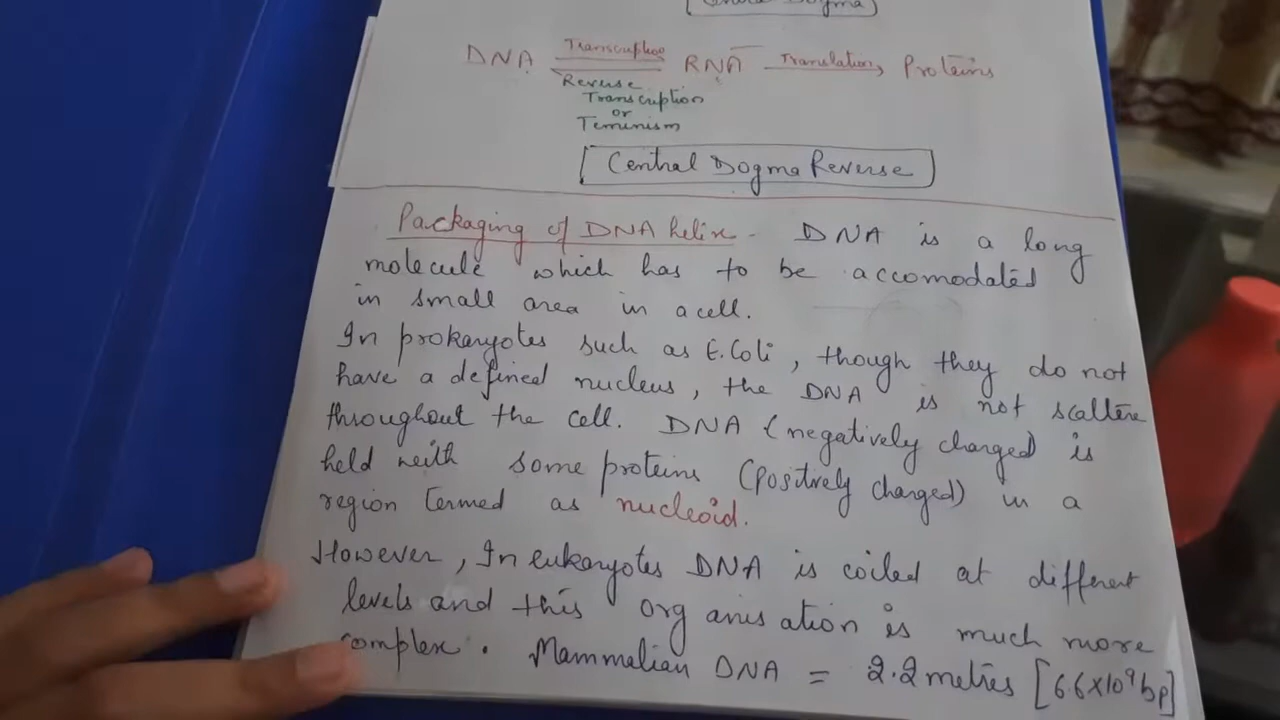 Central Dogma
DNA Transcription RNA Translation Proteins
Reverse
Transcription
or
Teminism
Central Dogma Reverse
Packaging of DNA helix - DNA is a long
molecule which has to be accomodated
in small area in a cell.
In prokaryotes such as E.Coli, though they do not
have a defined nucleus, the DNA is not scattere
throughout the cell. DNA (negatively charged) is
held with some proteins (positively charged) in a
region termed as nucleoid.
However, In eukaryotes DNA is coiled at different
levels and this organisation is much more
complex. Mammalian DNA = 2.2 metres [6.6x10⁹bp]